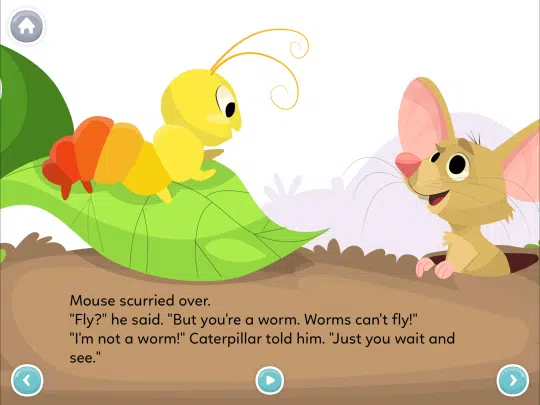 Mouse scurried over.
"Fly?" he said. "But you're a worm. Worms can't fly!"
"I'm not a worm!" Caterpillar told him. "Just you wait and
see."